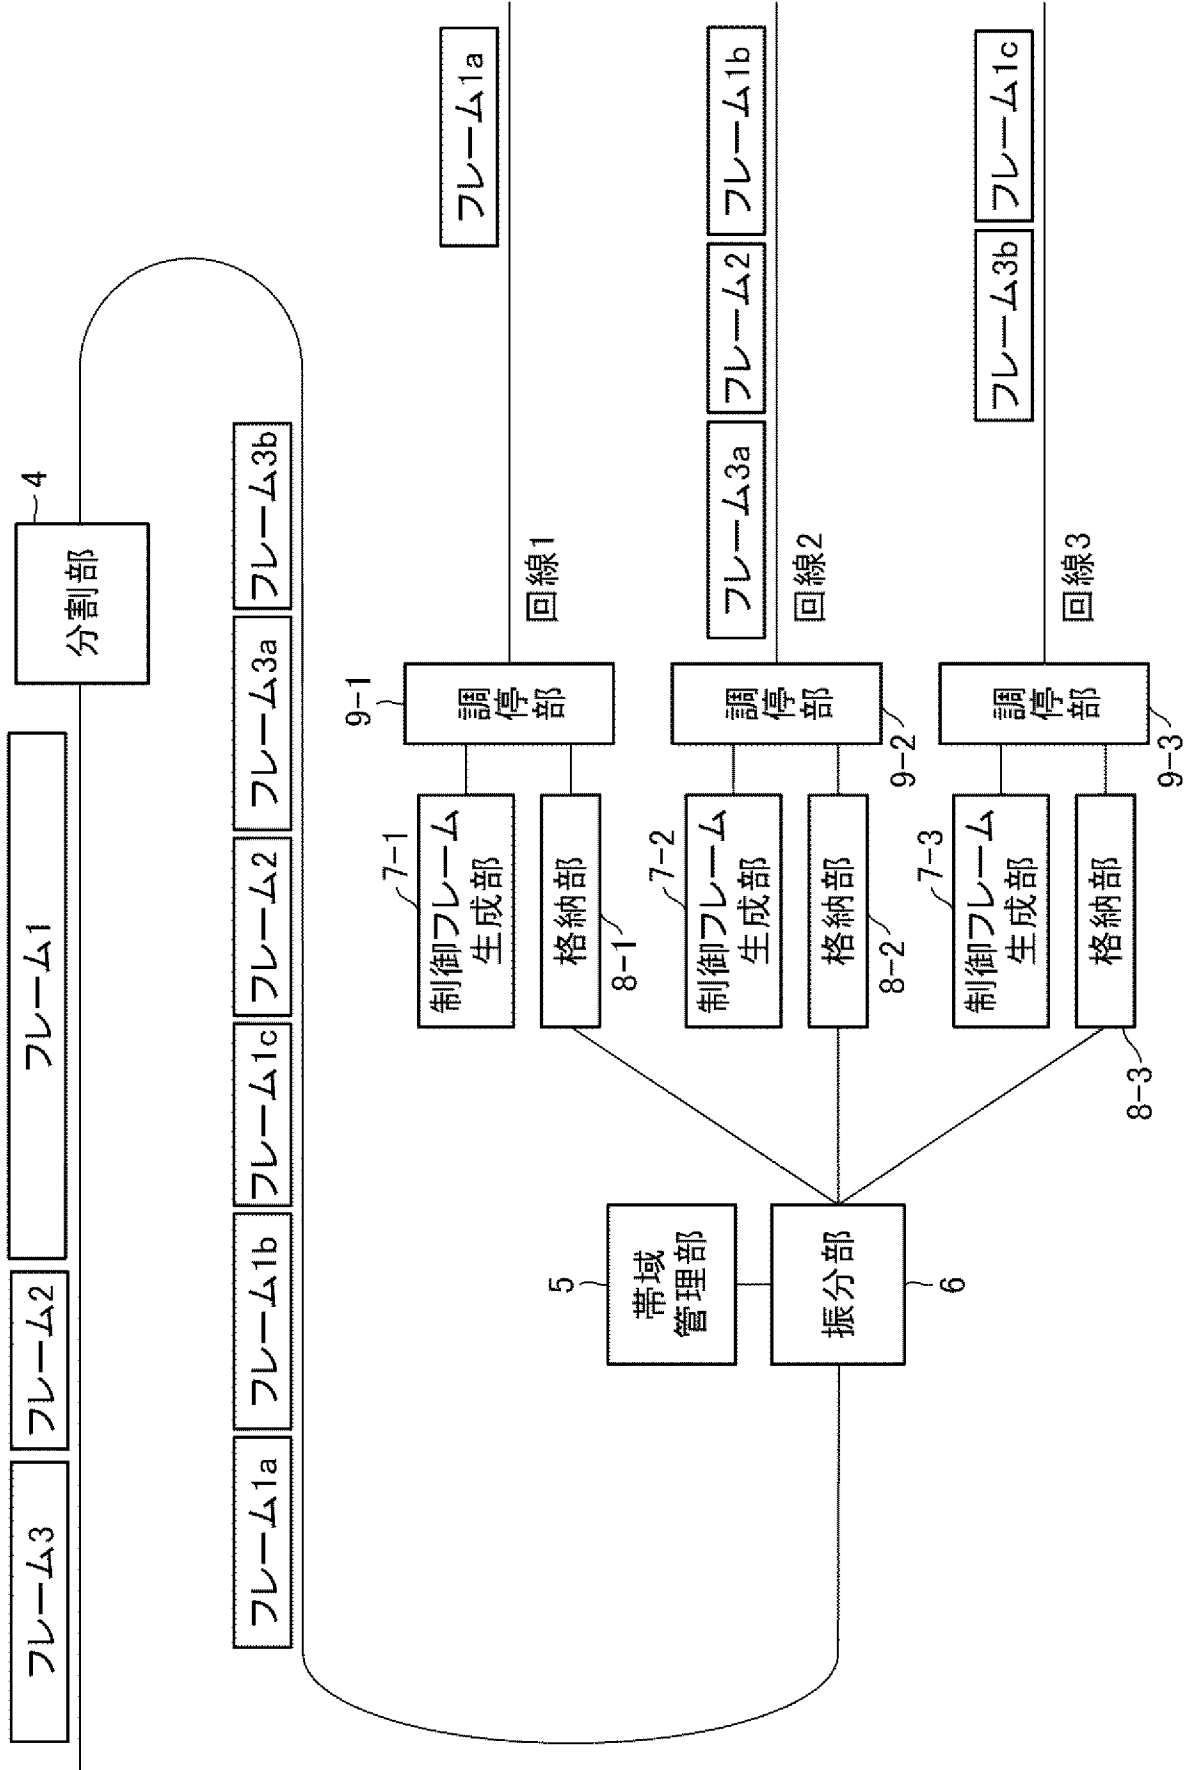 フレーム3
フレーム2
フレーム1
分割部
4
フレーム1a
フレーム1b
フレーム1c
フレーム2
フレーム3a
フレーム3b
5
帯域
管理部
振分部
6
7-1
制御フレーム
生成部
格納部
8-1
9-1
調停部
回線1
フレーム1a
7-2
制御フレーム
生成部
格納部
8-2
調停部
9-2
回線2
フレーム3a
フレーム2
フレーム1b
7-3
制御フレーム
生成部
格納部
8-3
調停部
9-3
回線3
フレーム3b
フレーム1c